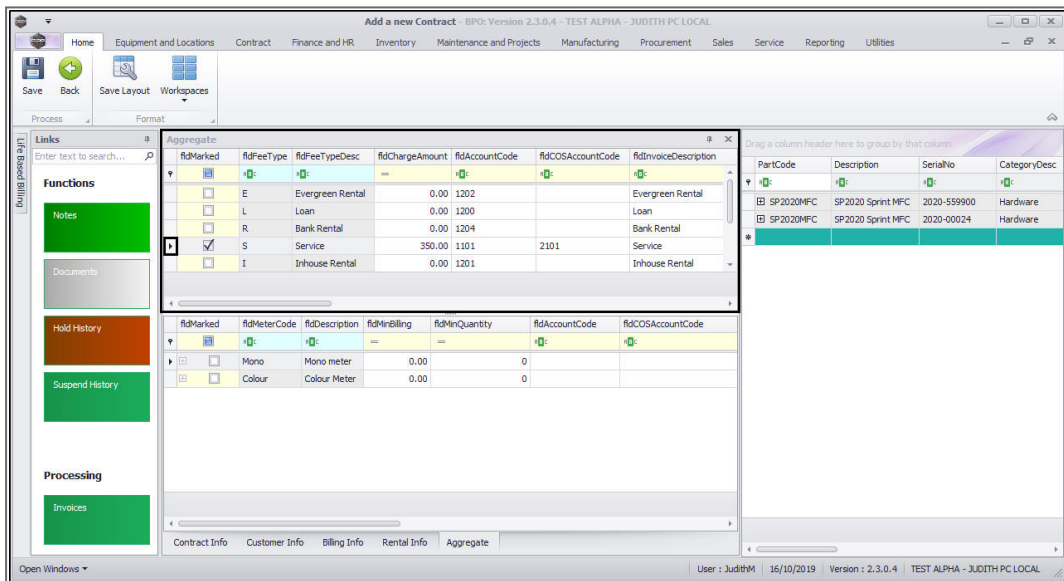 Add a new Contract - BPO: Version 2.3.0.4 - TEST ALPHA - JUDITH PC LOCAL
Home Equipment and Locations Contract Finance and HR Inventory Maintenance and Projects Manufacturing Procurement Sales Service Reporting Utilities
Save Back Save Layout Workspaces
Process Format
Life Based Billing
Links
Enter text to search...
Functions
Notes
Documents
Hold History
Suspend History
Processing
Invoices
Aggregate
fldMarked fldFeeType fldFeeTypeDesc fldChargeAmount fldAccountCode fldCOSAccountCode fldInvoiceDescription
E Evergreen Rental 0.00 1202 Evergreen Rental
L Loan 0.00 1200 Loan
R Bank Rental 0.00 1204 Bank Rental
S Service 350.00 1101 2101 Service
I Inhouse Rental 0.00 1201 Inhouse Rental
fldMarked fldMeterCode fldDescription fldMinBilling fldMinQuantity fldAccountCode fldCOSAccountCode
Mono Mono meter 0.00 0
Colour Colour Meter 0.00 0
Contract Info Customer Info Billing Info Rental Info Aggregate
Drag a column header here to group by that column
PartCode Description SerialNo CategoryDesc
SP2020MFC SP2020 Sprint MFC 2020-559900 Hardware
SP2020MFC SP2020 Sprint MFC 2020-00024 Hardware
Open Windows User : JudithM 16/10/2019 Version : 2.3.0.4 TEST ALPHA - JUDITH PC LOCAL